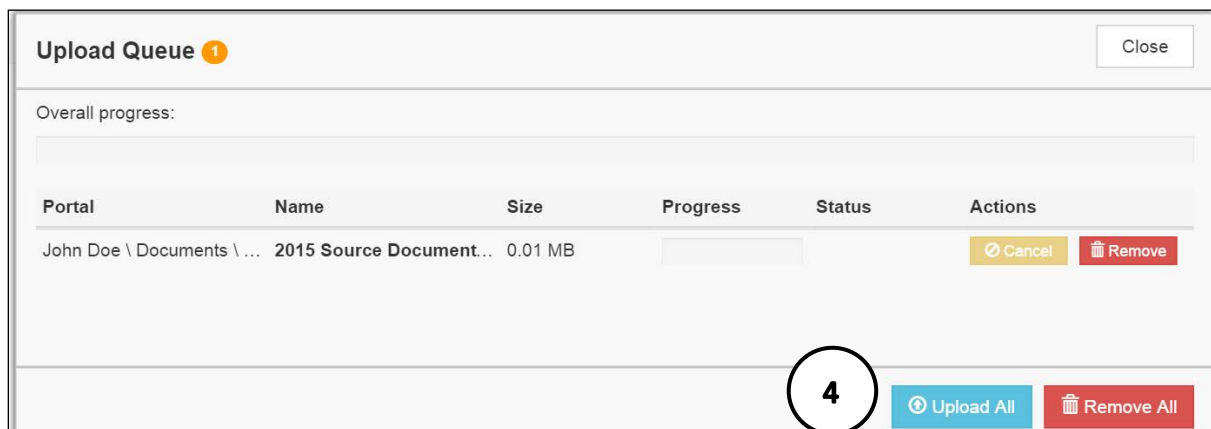 Upload Queue 1
Close
Overall progress:
Portal Name Size Progress Status Actions
John Doe \ Documents \ ... 2015 Source Document... 0.01 MB Cancel Remove
4
Upload All Remove All